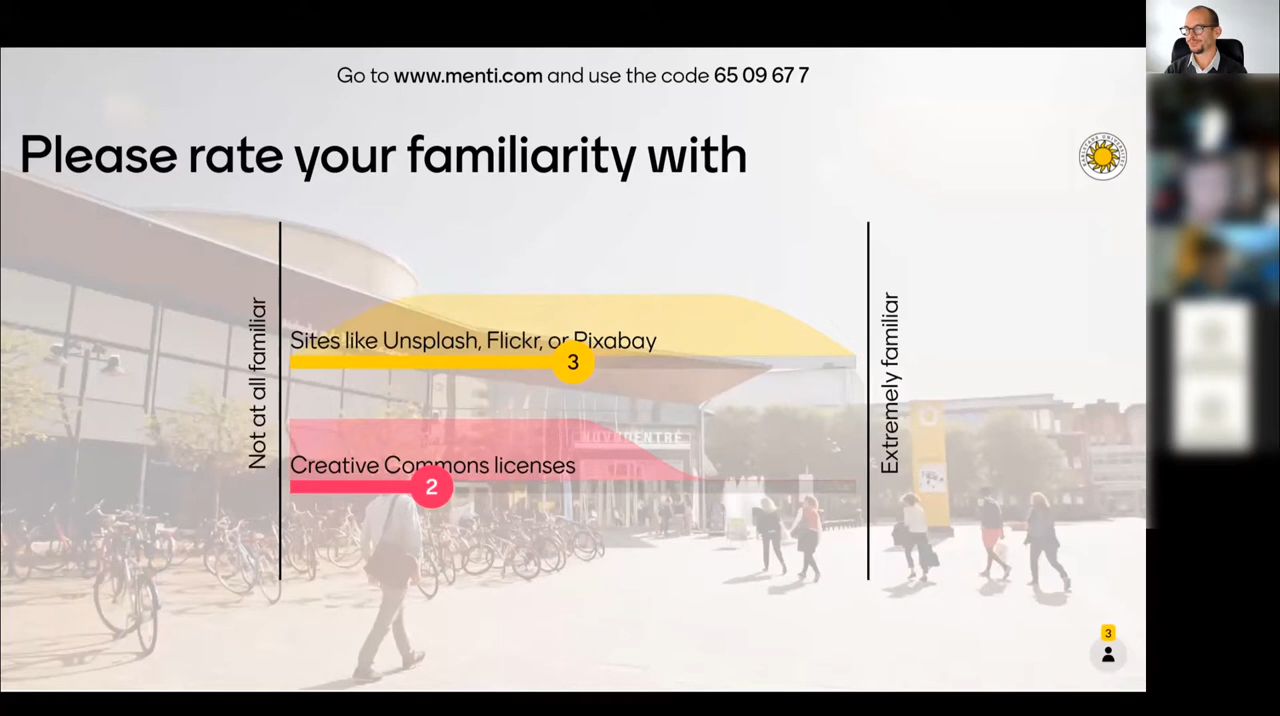 Go to www.menti.com and use the code 65 09 67 7
Please rate your familiarity with
Not at all familiar
Sites like Unsplash, Flickr, or Pixabay
3
Creative Commons licenses
2
Extremely familiar
3